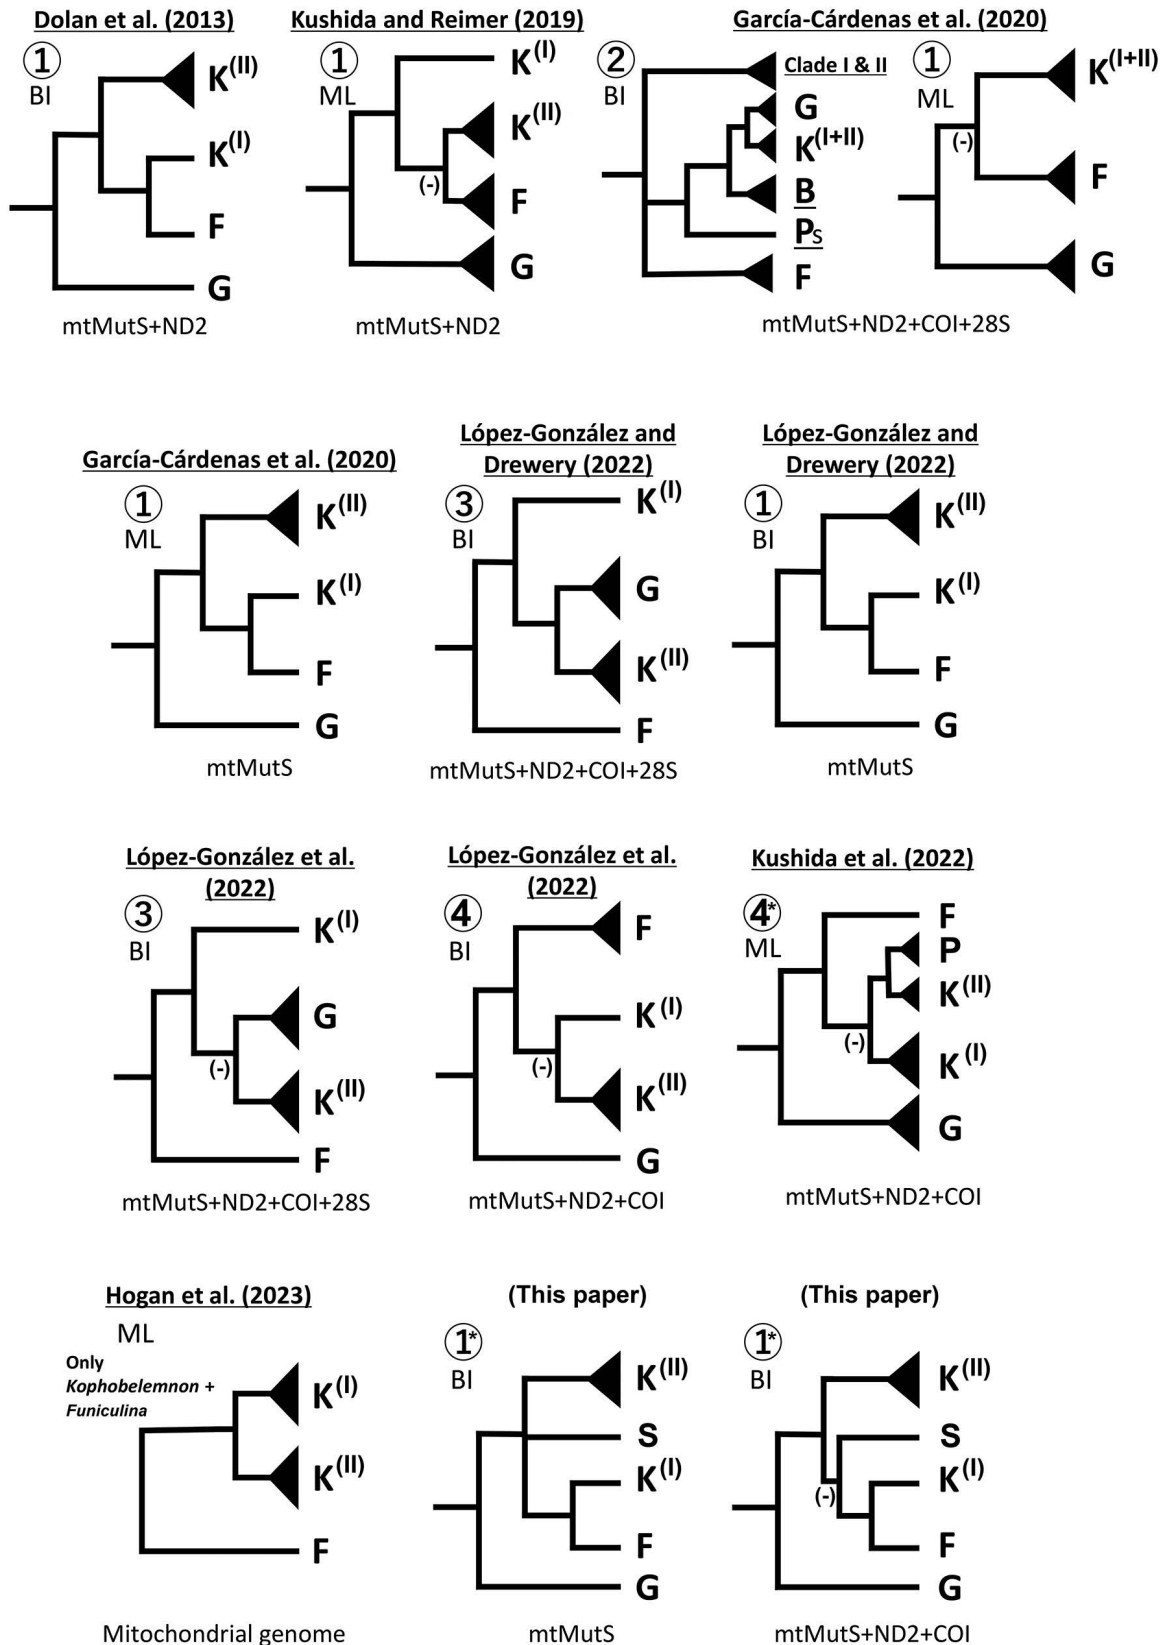 Dolan et al. (2013)
1
BI
K(II)
K(I)
F
G
mtMutS+ND2
Kushida and Reimer (2019)
1
ML
K(I)
K(II)
(-)
F
G
mtMutS+ND2
García-Cárdenas et al. (2020)
2
BI
Clade I & II
G
K(I+II)
B
Ps
F
1
ML
K(I+II)
(-)
F
G
mtMutS+ND2+COI+28S
García-Cárdenas et al. (2020)
1
ML
K(II)
K(I)
F
G
mtMutS
López-González and
Drewery (2022)
3
BI
K(I)
G
K(II)
F
mtMutS+ND2+COI+28S
López-González and
Drewery (2022)
1
BI
K(II)
K(I)
F
G
mtMutS
López-González et al.
(2022)
3
BI
K(I)
G
(-)
K(II)
F
mtMutS+ND2+COI+28S
López-González et al.
(2022)
4
BI
F
K(I)
(-)
K(II)
G
mtMutS+ND2+COI
Kushida et al. (2022)
4*
ML
F
P
K(II)
(-)
K(I)
G
mtMutS+ND2+COI
Hogan et al. (2023)
ML
Only
Kophobelemnon +
Funiculina
K(I)
K(II)
F
Mitochondrial genome
(This paper)
1*
BI
K(II)
S
K(I)
F
G
mtMutS
(This paper)
1*
BI
K(II)
S
K(I)
(-)
F
G
mtMutS+ND2+COI